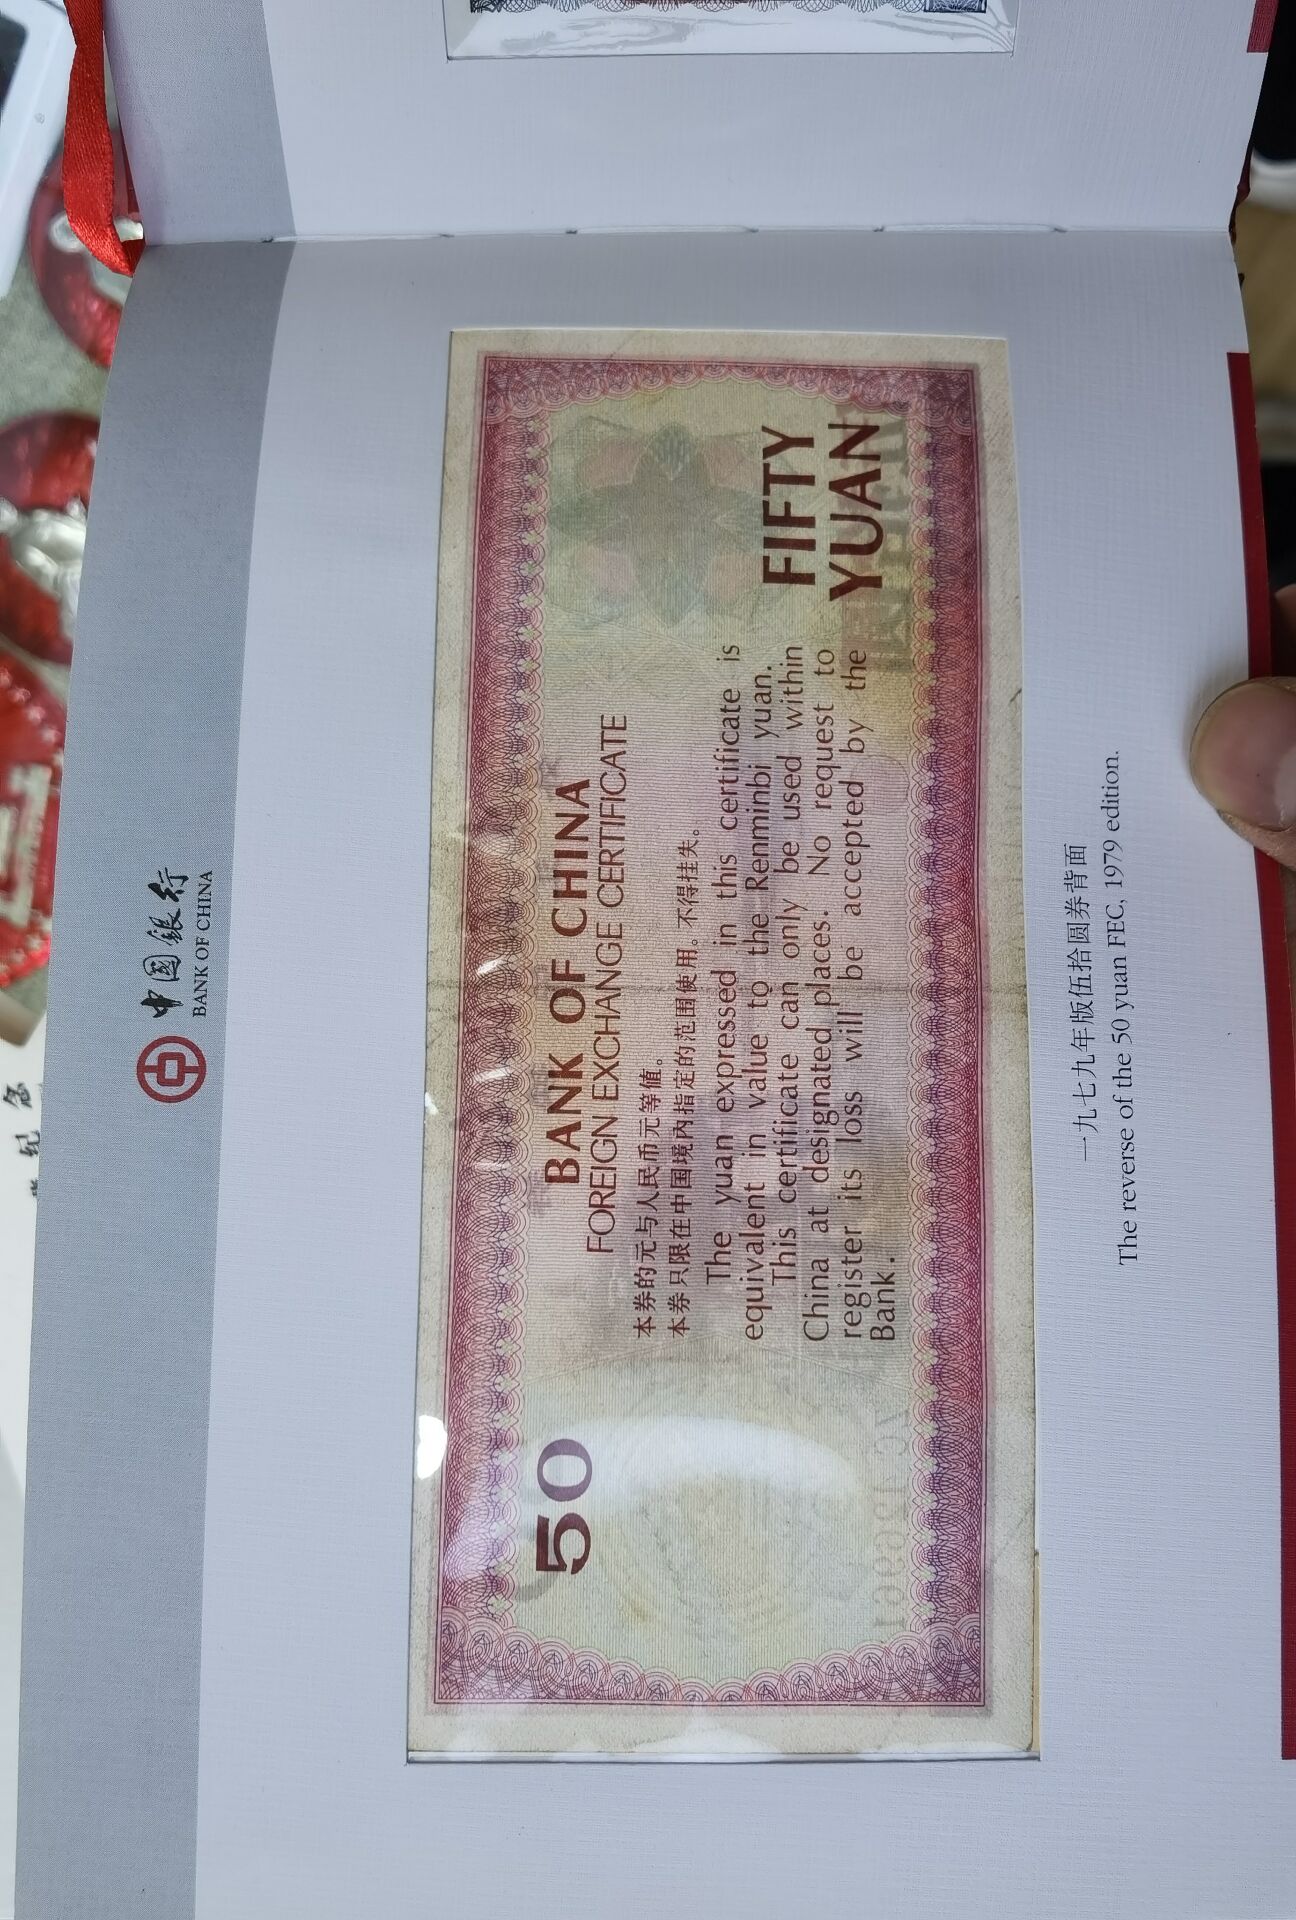 中國銀行
BANK OF CHINA
50
BANK OF CHINA
FOREIGN EXCHANGE CERTIFICATE
本券的元与人民币元等值。
本券只限在中国境内指定的范围使用。不得挂失。
The yuan expressed in this certificate is
equivalent in value to the Renminbi yuan.
This certificate can only be used within
China at designated places. No request to
register its loss will be accepted by the
Bank.
FIFTY
YUAN
一九七九年版伍拾圆券背面
The reverse of the 50 yuan FEC, 1979 edition.